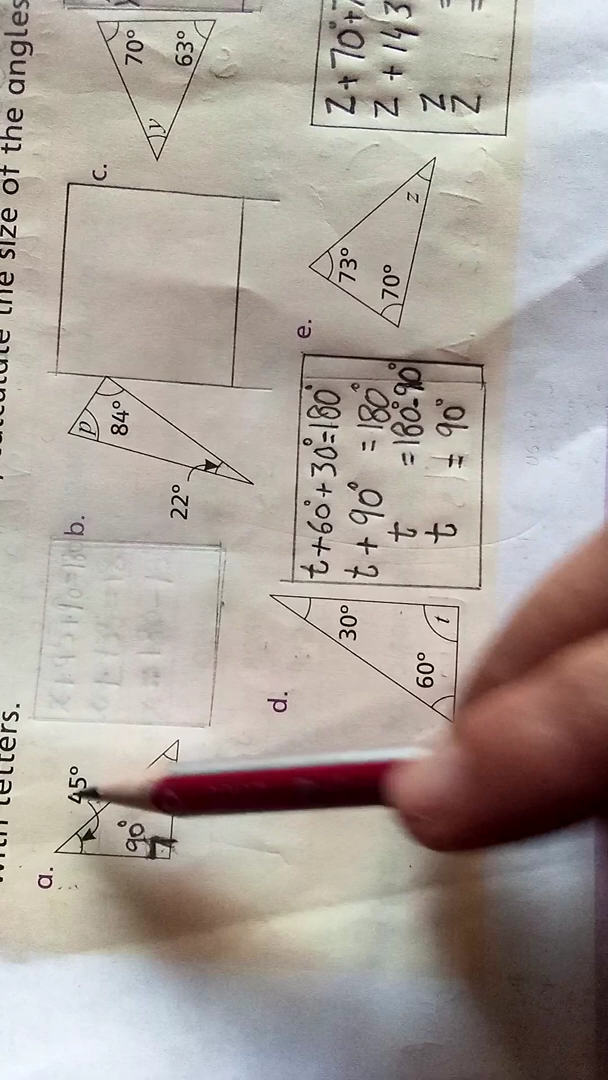 calculate the size of the angles
with letters.
a.
45°
90°
b.
p
84°
22°
c.
70°
63°
y
d.
30°
60°
t
t+60°+30°=180°
t + 90° = 180°
t = 180°-90°
t = 90°
e.
73°
70°
z
Z+70°+7
Z + 143
Z =
Z =